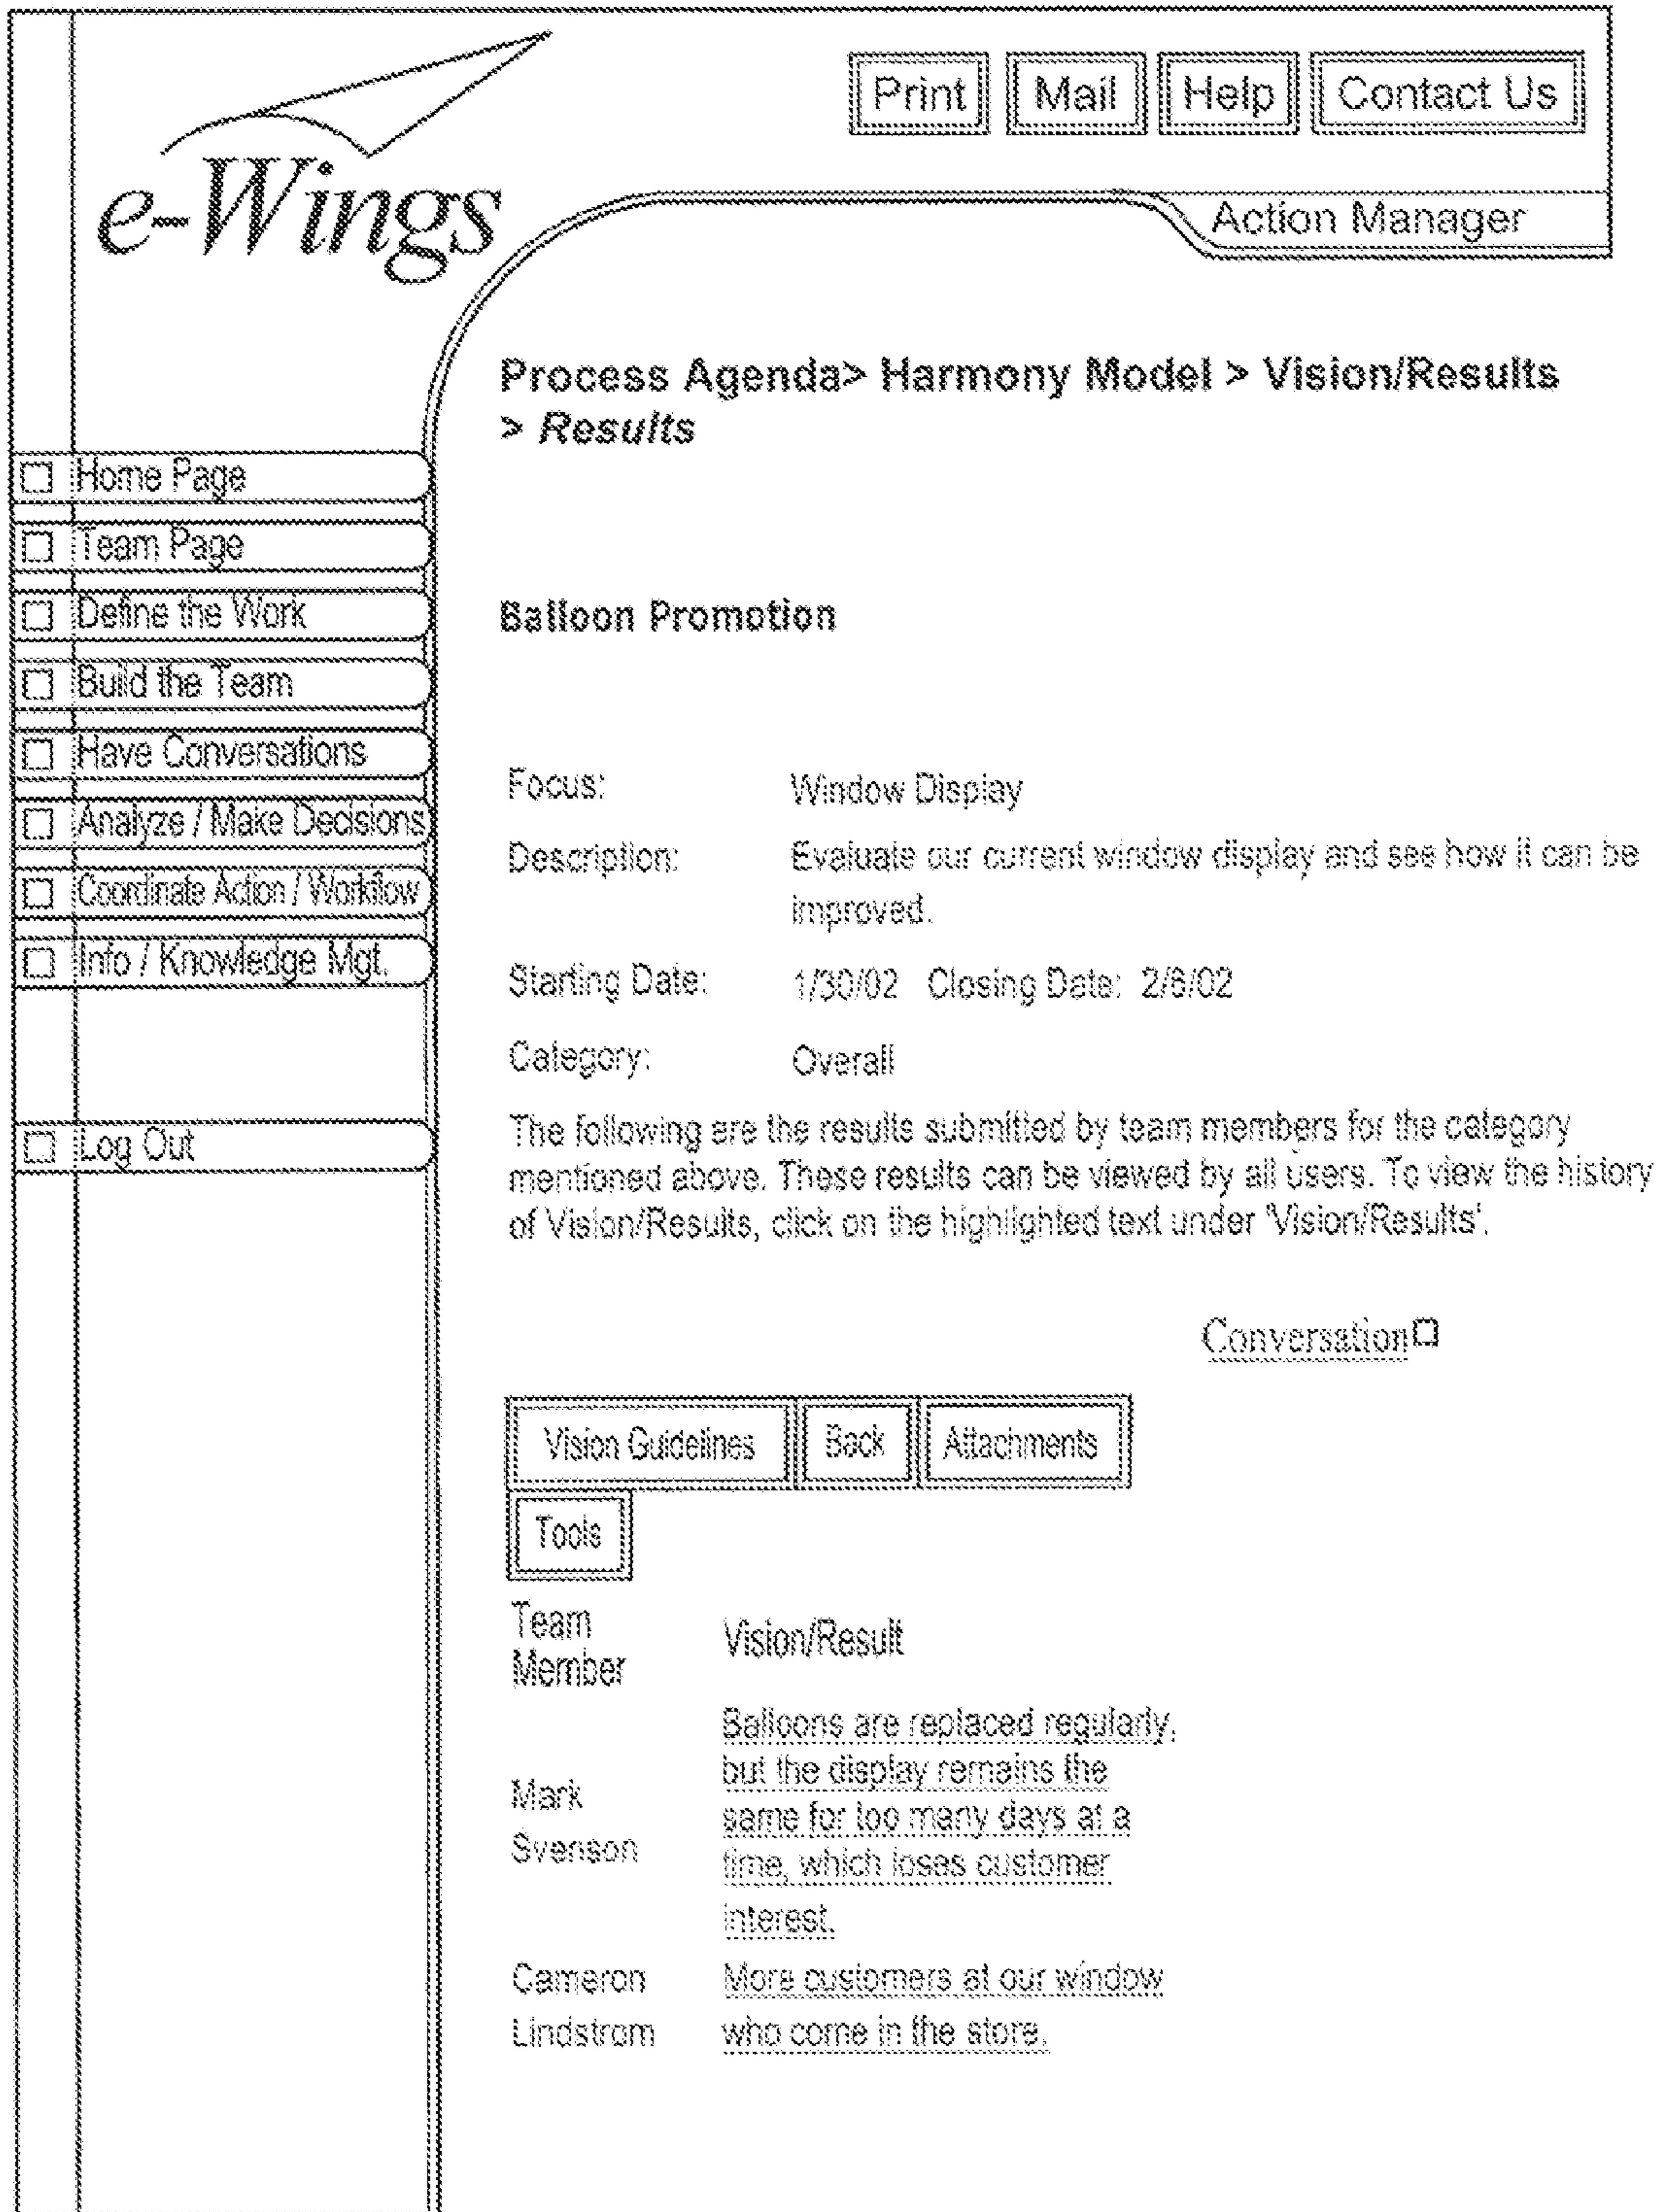 e-Wings
Print
Mail
Help
Contact Us
Action Manager
Process Agenda> Harmony Model > Vision/Results
> Results
Home Page
Team Page
Define the Work
Build the Team
Have Conversations
Analyze / Make Decisions
Coordinate Action / Workflow
Info / Knowledge Mgt.
Log Out
Balloon Promotion
Focus: Window Display
Description: Evaluate our current window display and see how it can be
improved.
Starting Date: 1/30/02 Closing Date:
Category: Overall
The following are the results submitted by team members for the category
mentioned above. These results can be viewed by all users. To view the history
of Vision/Results, click on the highlighted text under 'Vision/Results'.
Conversation
Vision Guidelines
Back
Attachments
Tools
Team
Member
Vision/Result
Mark
Svenson
Balloons are replaced regularly,
but the display remains the
same for too many days at a
time, which loses customer
interest.
Cameron
Lindstrom
More customers at our window
who come in the store.